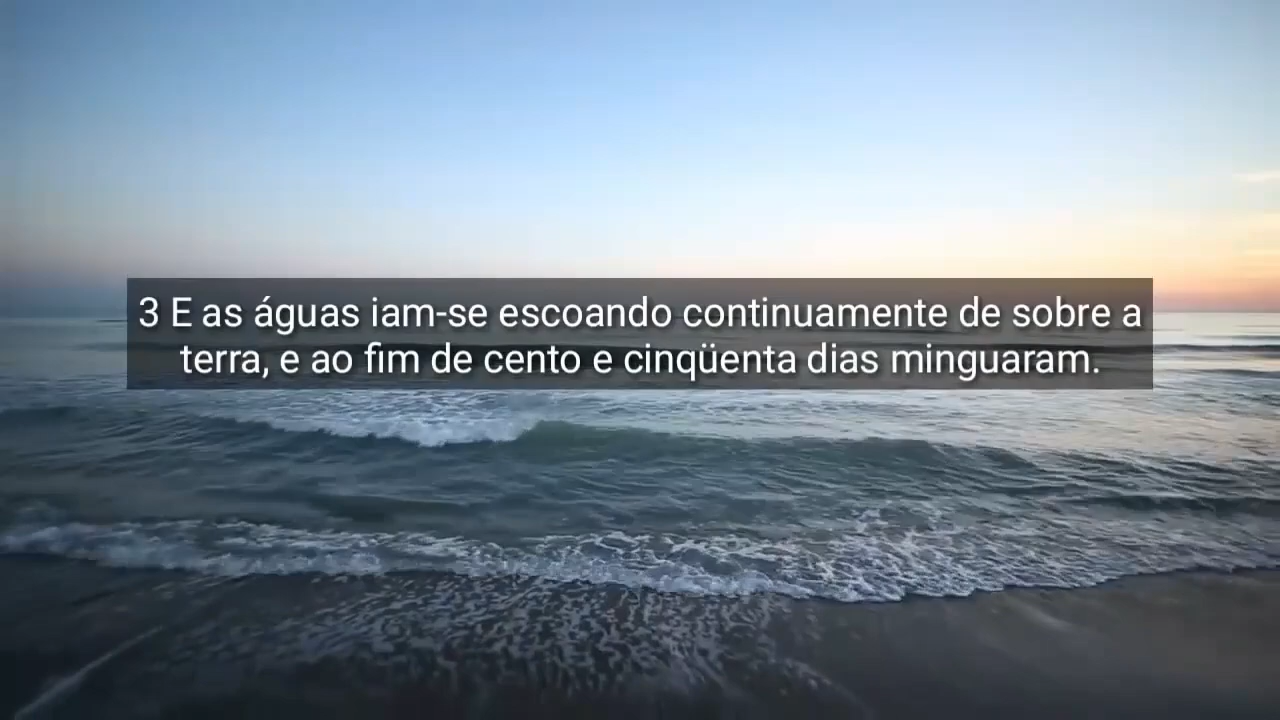 3 E as águas iam-se escoando continuamente de sobre a
terra, e ao fim de cento e cinqüenta dias minguaram.